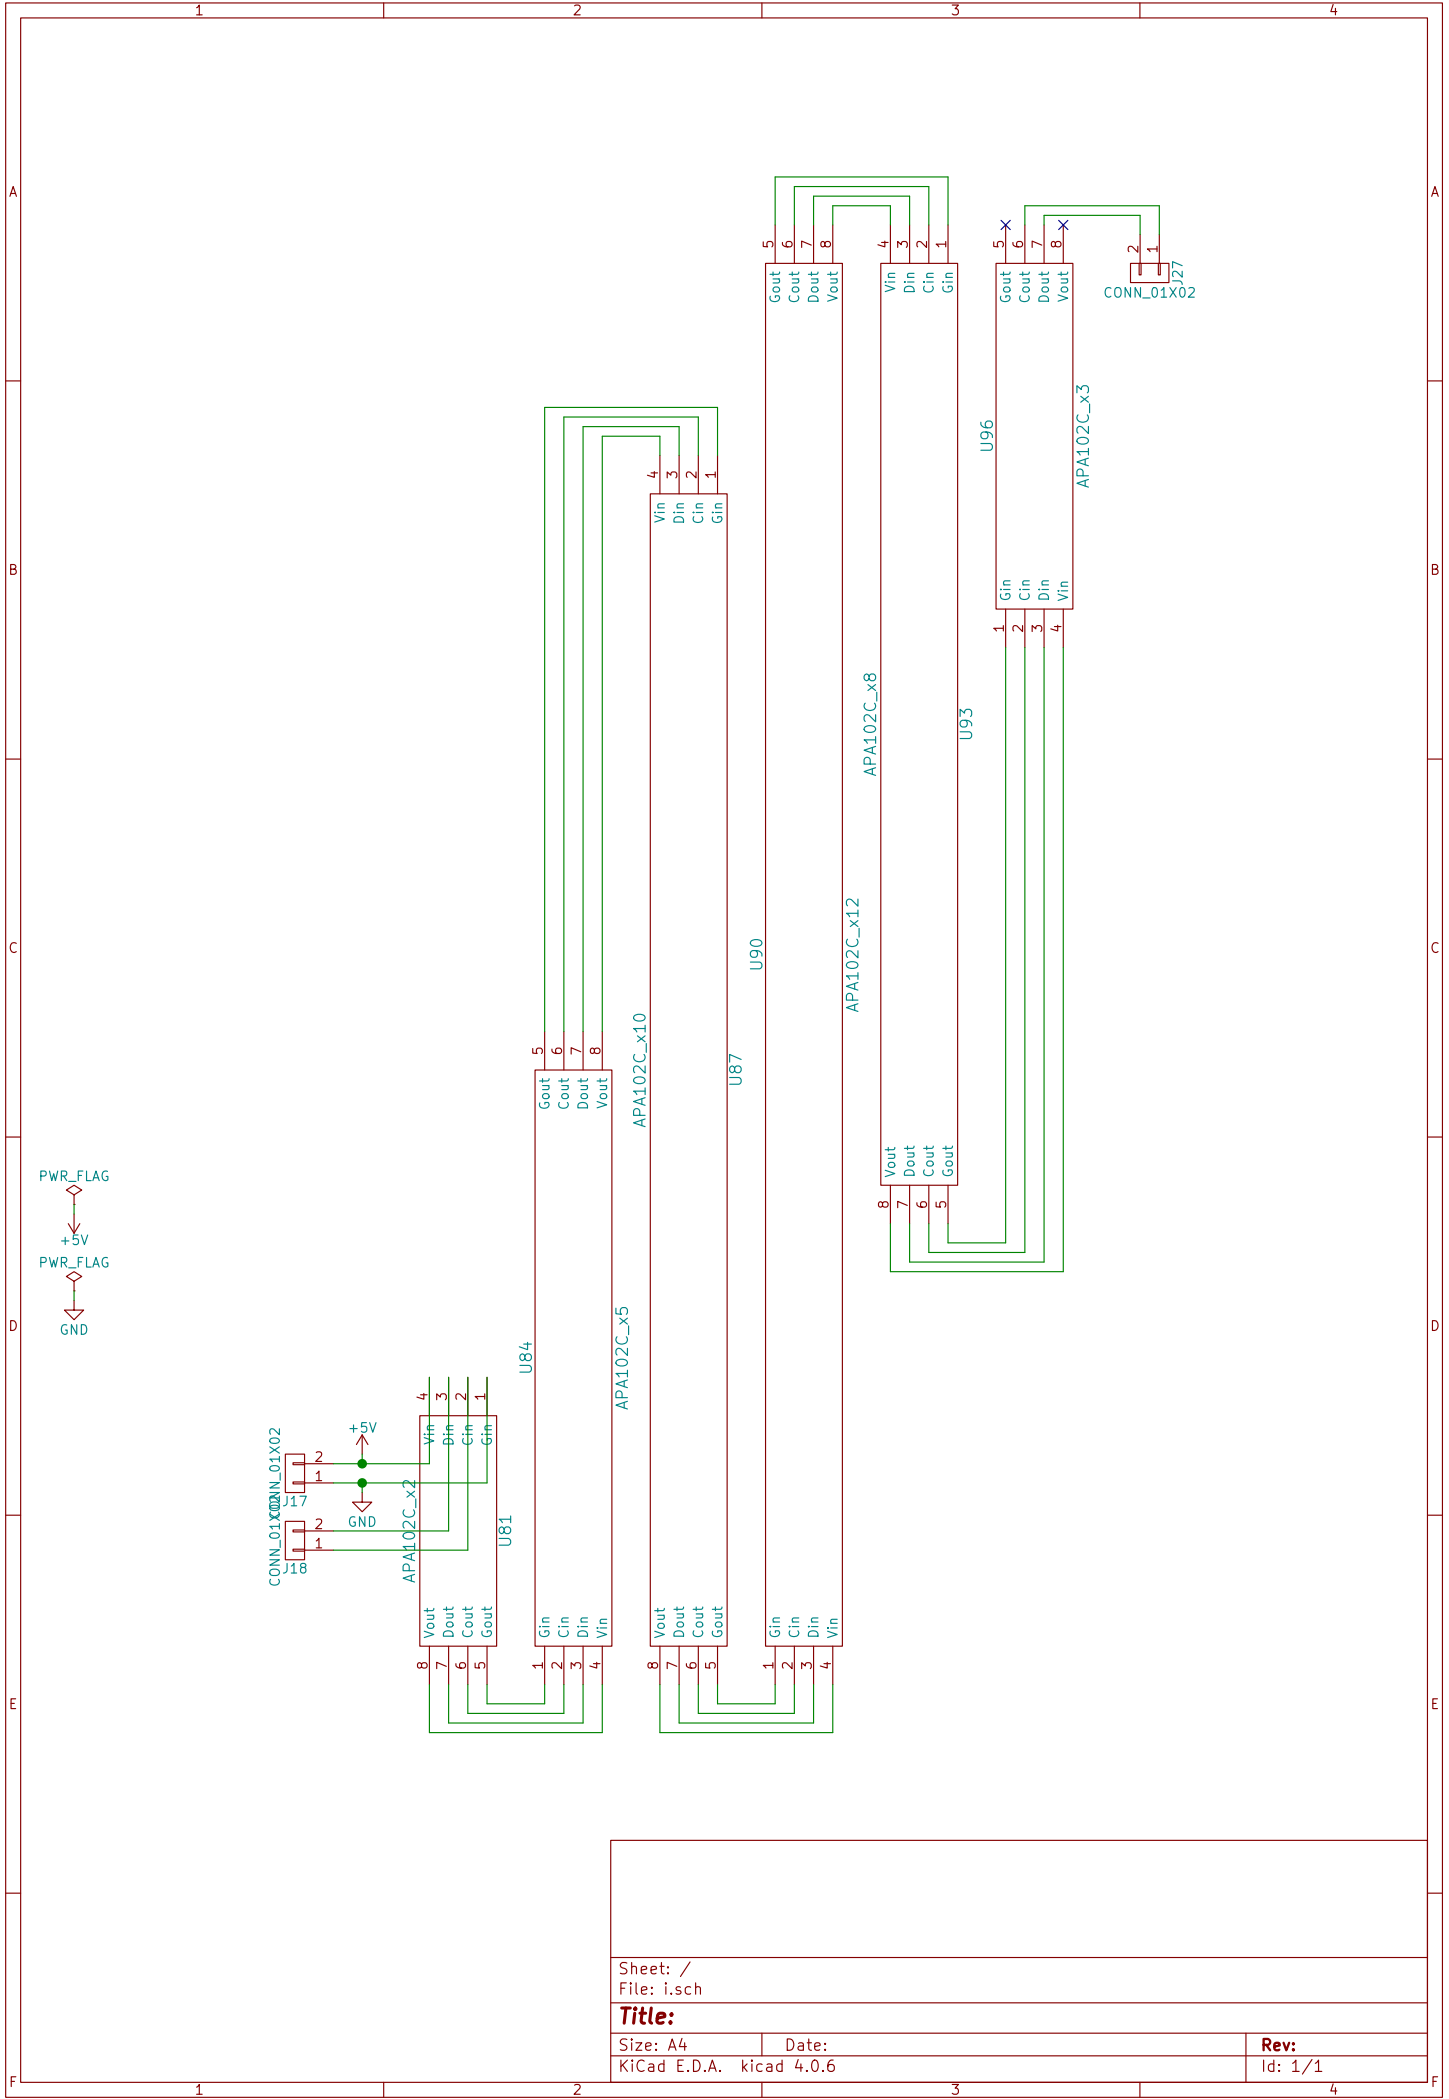 1 2 3 4
A A
5 6 7 8 4 3 2 1 5 6 7 8 2 1
Gout Cout Dout Vout Vin Din Cin Gin Gout Cout Dout Vout
J27
CONN_01X02
U96 APA102C_x3
4 3 2 1
Vin Din Cin Gin
B B
Gin Cin Din Vin
1 2 3 4
APA102C_x8 U93
C C
U90 APA102C_x12
5 6 7 8
Gout Cout Dout Vout
APA102C_x10 U87
Vout Dout Cout Gout
8 7 6 5
PWR_FLAG
+5V
PWR_FLAG
GND
D D
U84 APA102C_x5
4 3 2 1
Vin Din Cin Gin
+5V
CONN_01X02
2
1
J17
GND
CONN_01X02
2
1
J18
APA102C_x2 U81
Vout Dout Cout Gout Gin Cin Din Vin Vout Dout Cout Gout Gin Cin Din Vin
8 7 6 5 1 2 3 4 8 7 6 5 1 2 3 4
E E
Sheet: /
File: i.sch
Title:
Size: A4 Date: Rev:
KiCad E.D.A. kicad 4.0.6 Id: 1/1
F F
1 2 3 4